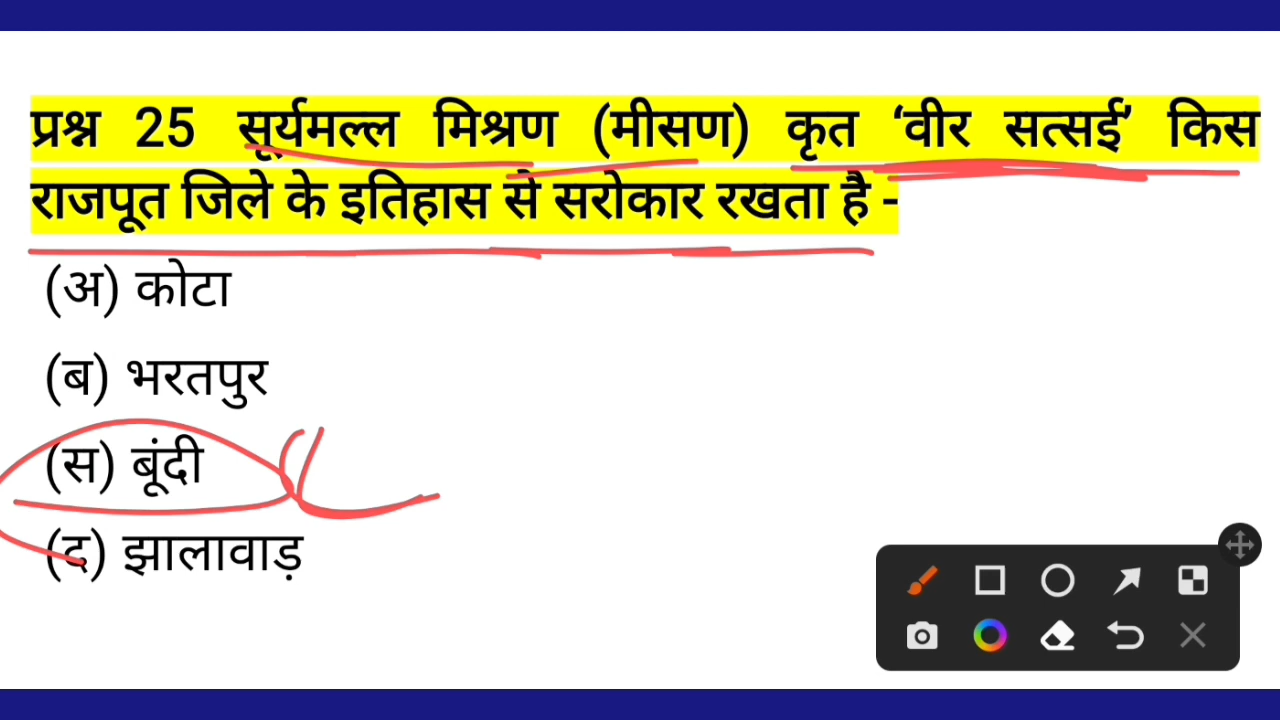 प्रश्न 25 सूर्यमल्ल मिश्रण (मीसण) कृत ‘वीर सत्सई’ किस
राजपूत जिले के इतिहास से सरोकार रखता है -
(अ) कोटा
(ब) भरतपुर
(स) बूंदी
(द) झालावाड़